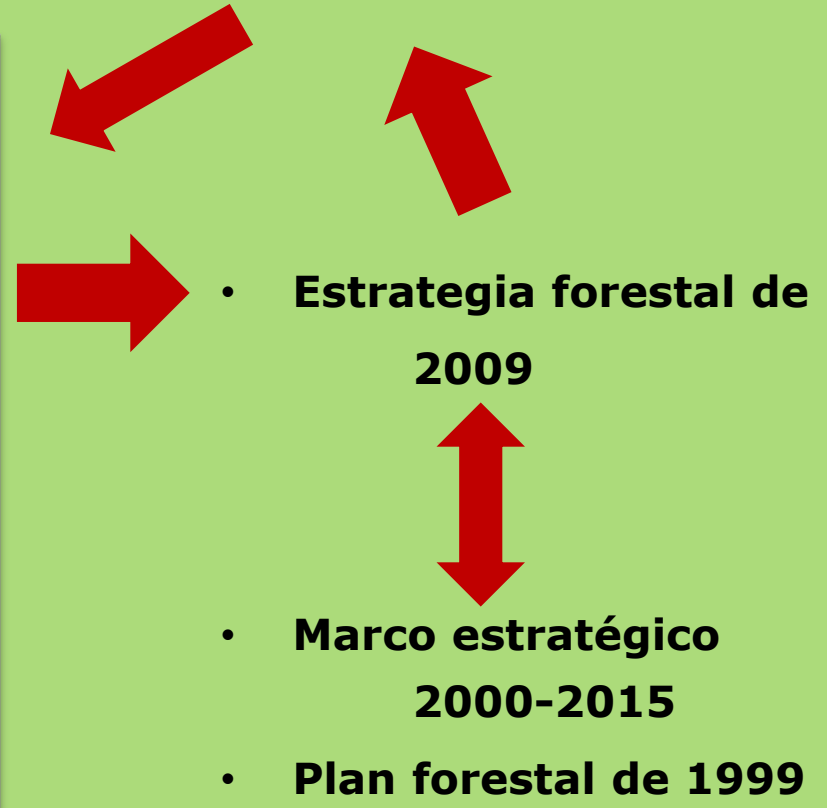 • Estrategia forestal de
2009
• Marco estratégico
2000-2015
• Plan forestal de 1999